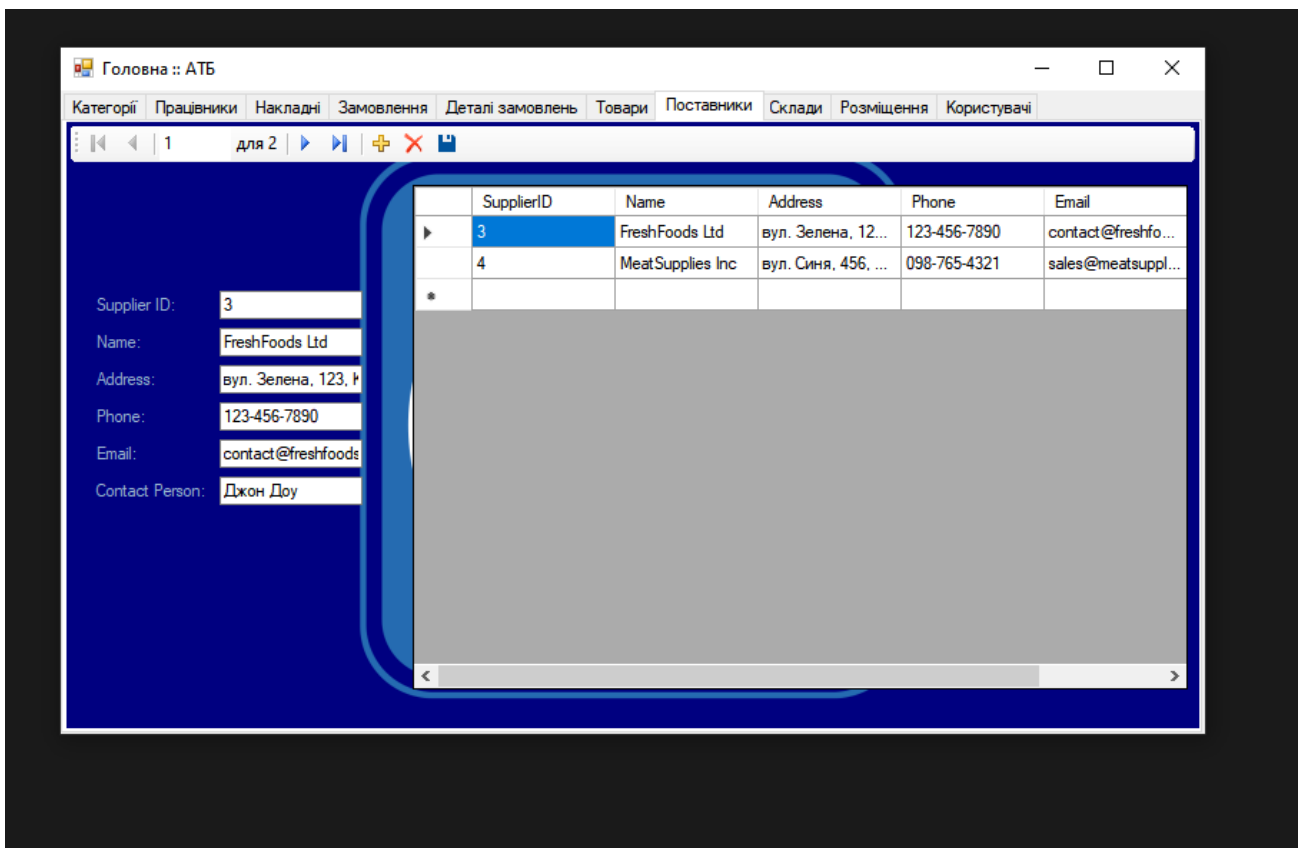 Головна :: АТБ
Категорії Працівники Накладні Замовлення Деталі замовлень Товари Поставники Склади Розміщення Користувачі
1 для 2
SupplierID Name Address Phone Email
3 FreshFoods Ltd вул. Зелена, 12... 123-456-7890 contact@freshfo...
4 MeatSupplies Inc вул. Синя, 456, ... 098-765-4321 sales@meatsuppl...
Supplier ID: 3
Name: FreshFoods Ltd
Address: вул. Зелена, 123,
Phone: 123-456-7890
Email: contact@freshfoods
Contact Person: Джон Доу